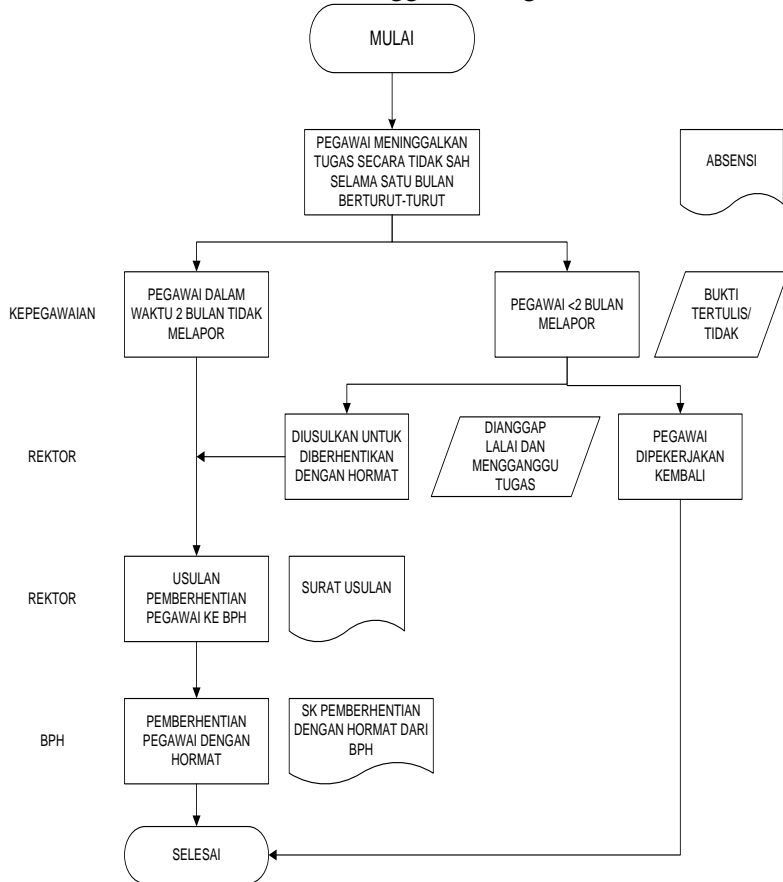 MULAI
PEGAWAI MENINGGALKAN
TUGAS SECARA TIDAK SAH
SELAMA SATU BULAN
BERTURUT-TURUT
ABSENSI
KEPEGAWAIAN
PEGAWAI DALAM
WAKTU 2 BULAN TIDAK
MELAPOR
PEGAWAI <2 BULAN
MELAPOR
BUKTI
TERTULIS/
TIDAK
REKTOR
DIUSULKAN UNTUK
DIBERHENTIKAN
DENGAN HORMAT
DIANGGAP
LALAI DAN
MENGGANGGU
TUGAS
PEGAWAI
DIPEKERJAKAN
KEMBALI
REKTOR
USULAN
PEMBERHENTIAN
PEGAWAI KE BPH
SURAT USULAN
BPH
PEMBERHENTIAN
PEGAWAI DENGAN
HORMAT
SK PEMBERHENTIAN
DENGAN HORMAT DARI
BPH
SELESAI